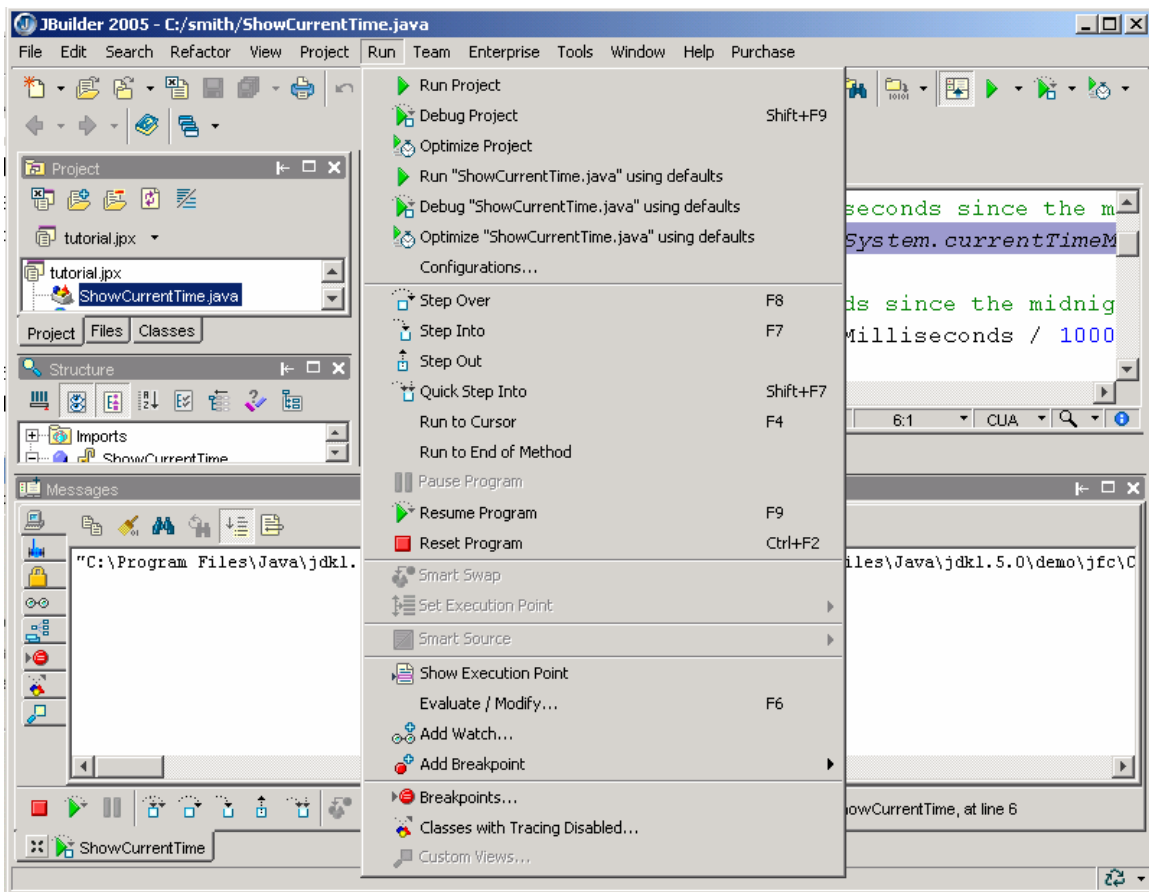 JBuilder 2005 - C:/smith/ShowCurrentTime.java
File Edit Search Refactor View Project Run Team Enterprise Tools Window Help Purchase
Run Project
Debug Project Shift+F9
Optimize Project
Run "ShowCurrentTime.java" using defaults
Debug "ShowCurrentTime.java" using defaults
Optimize "ShowCurrentTime.java" using defaults
Configurations...
Step Over F8
Step Into F7
Step Out
Quick Step Into Shift+F7
Run to Cursor F4
Run to End of Method
Pause Program
Resume Program F9
Reset Program Ctrl+F2
Smart Swap
Set Execution Point
Smart Source
Show Execution Point
Evaluate / Modify... F6
Add Watch...
Add Breakpoint
Breakpoints...
Classes with Tracing Disabled...
Custom Views...
Project
tutorial.jpx
tutorial.jpx
ShowCurrentTime.java
Project Files Classes
Structure
Imports
ShowCurrentTime
seconds since the m
System.currentTimeM
ds since the midnig
Milliseconds / 1000
6:1 CUA
Messages
"C:\Program Files\Java\jdk1.
iles\Java\jdk1.5.0\demo\jfc\C
owCurrentTime, at line 6
ShowCurrentTime